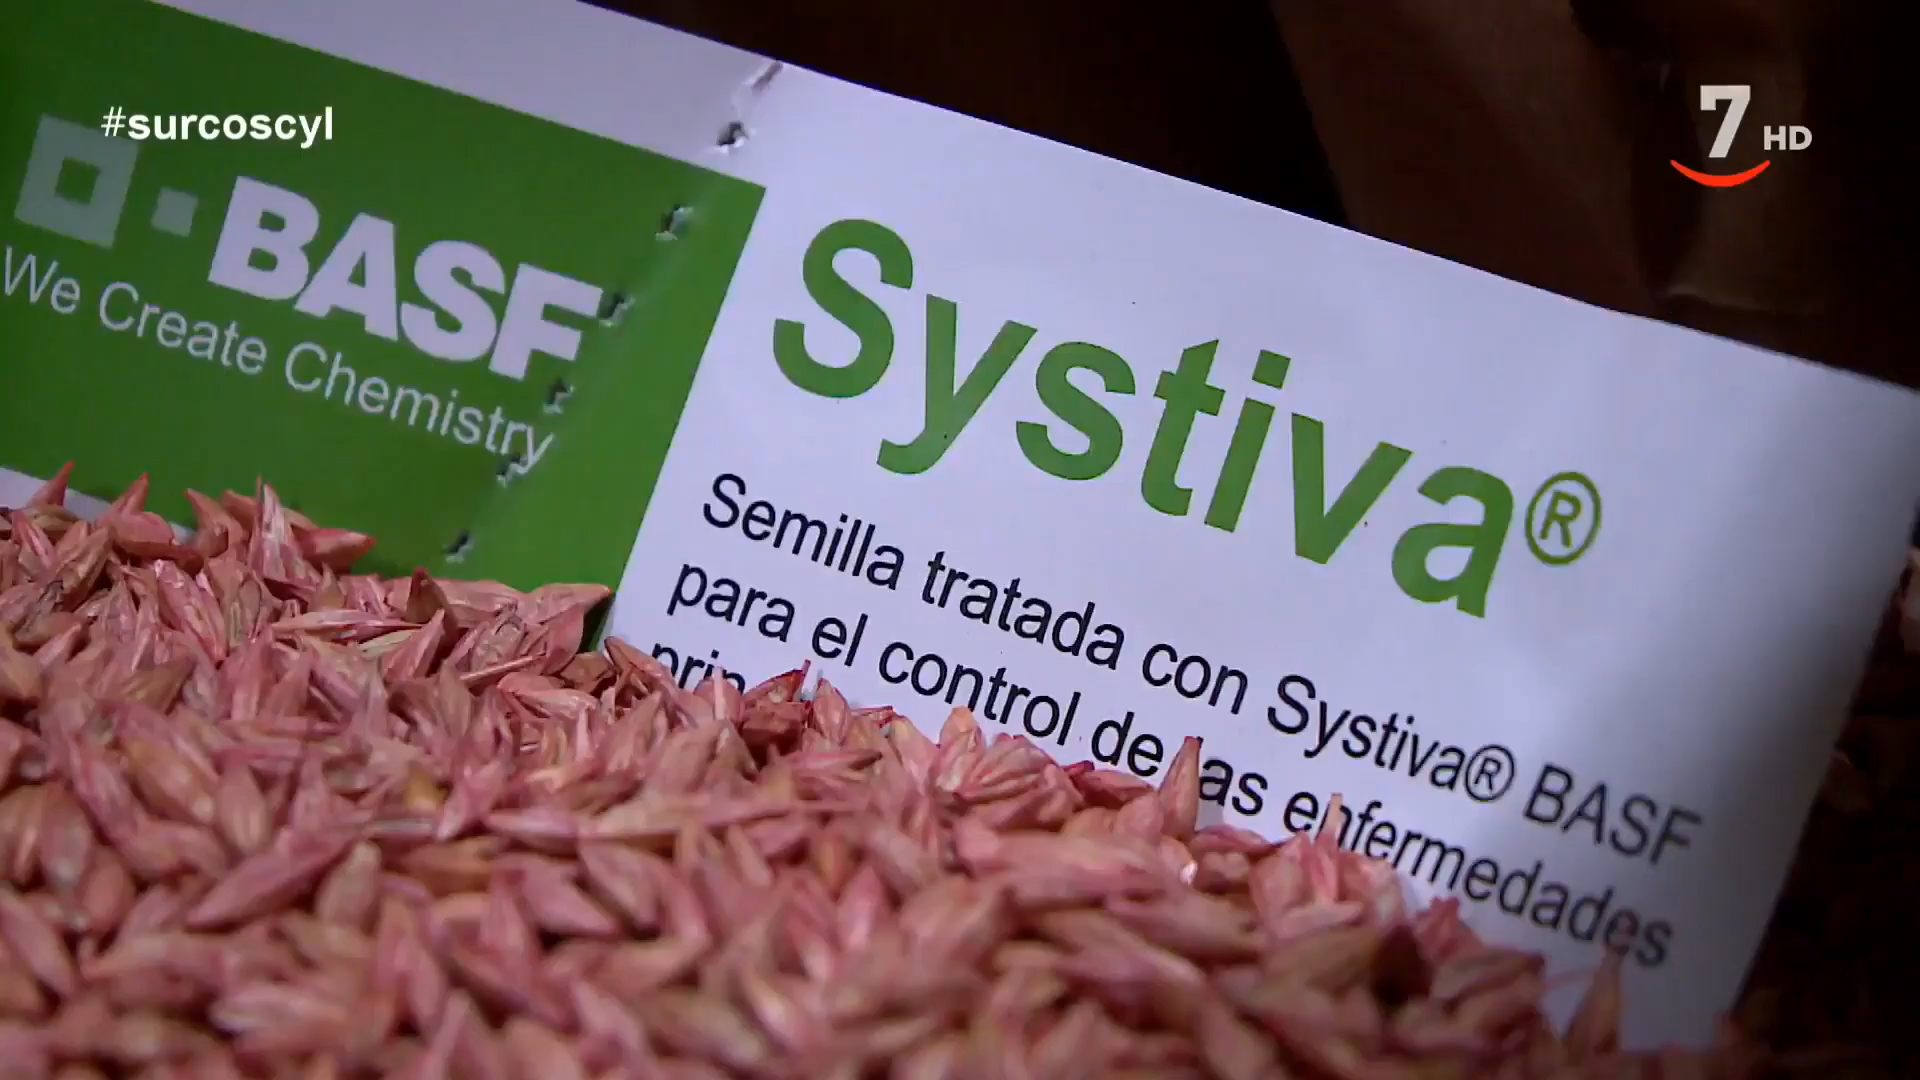 #surcoscyl
7 HD
BASF
We Create Chemistry
Systiva®
Semilla tratada con Systiva® BASF
para el control de las enfermedades